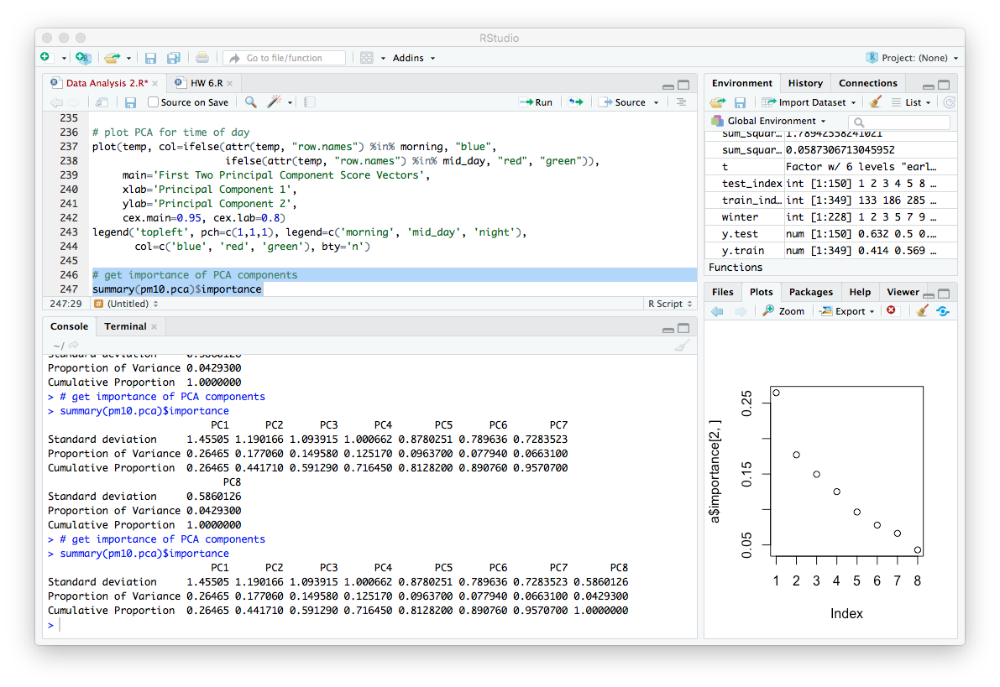 RStudio
Go to file/function
Addins
Project: (None)
Data Analysis 2.R*
HW 6.R
Source on Save
Run
Source
235
236 # plot PCA for time of day
237 plot(temp, col=ifelse(attr(temp, "row.names") %in% morning, "blue",
238 ifelse(attr(temp, "row.names") %in% mid_day, "red", "green")),
239 main='First Two Principal Component Score Vectors',
240 xlab='Principal Component 1',
241 ylab='Principal Component 2',
242 cex.main=0.95, cex.lab=0.8)
243 legend('topleft', pch=c(1,1,1), legend=c('morning', 'mid_day', 'night'),
244 col=c('blue', 'red', 'green'), bty='n')
245
246 # get importance of PCA components
247 summary(pm10.pca)$importance
247:29 # (Untitled) R Script
Console Terminal
~/
Standard deviation 0.5860126
Proportion of Variance 0.0429300
Cumulative Proportion 1.0000000
> # get importance of PCA components
> summary(pm10.pca)$importance
PC1 PC2 PC3 PC4 PC5 PC6 PC7
Standard deviation 1.45505 1.190166 1.093915 1.000662 0.8780251 0.789636 0.7283523
Proportion of Variance 0.26465 0.177060 0.149580 0.125170 0.0963700 0.077940 0.0663100
Cumulative Proportion 0.26465 0.441710 0.591290 0.716450 0.8128200 0.890760 0.9570700
PC8
Standard deviation 0.5860126
Proportion of Variance 0.0429300
Cumulative Proportion 1.0000000
> # get importance of PCA components
> summary(pm10.pca)$importance
PC1 PC2 PC3 PC4 PC5 PC6 PC7 PC8
Standard deviation 1.45505 1.190166 1.093915 1.000662 0.8780251 0.789636 0.7283523 0.5860126
Proportion of Variance 0.26465 0.177060 0.149580 0.125170 0.0963700 0.077940 0.0663100 0.0429300
Cumulative Proportion 0.26465 0.441710 0.591290 0.716450 0.8128200 0.890760 0.9570700 1.0000000
>
Environment History Connections
Import Dataset List
Global Environment
sum_squar… 1.78942558241021
sum_squar… 0.0587306713045952
t Factor w/ 6 levels "earl…
test_index int [1:150] 1 2 3 4 5 8 …
train_ind… int [1:349] 133 186 285 …
winter int [1:228] 1 2 3 5 7 9 …
y.test num [1:150] 0.632 0.5 0…
y.train num [1:349] 0.414 0.569 …
Functions
Files Plots Packages Help Viewer
Zoom Export
a$importance[2, ]
0.25
0.15
0.05
1 2 3 4 5 6 7 8
Index